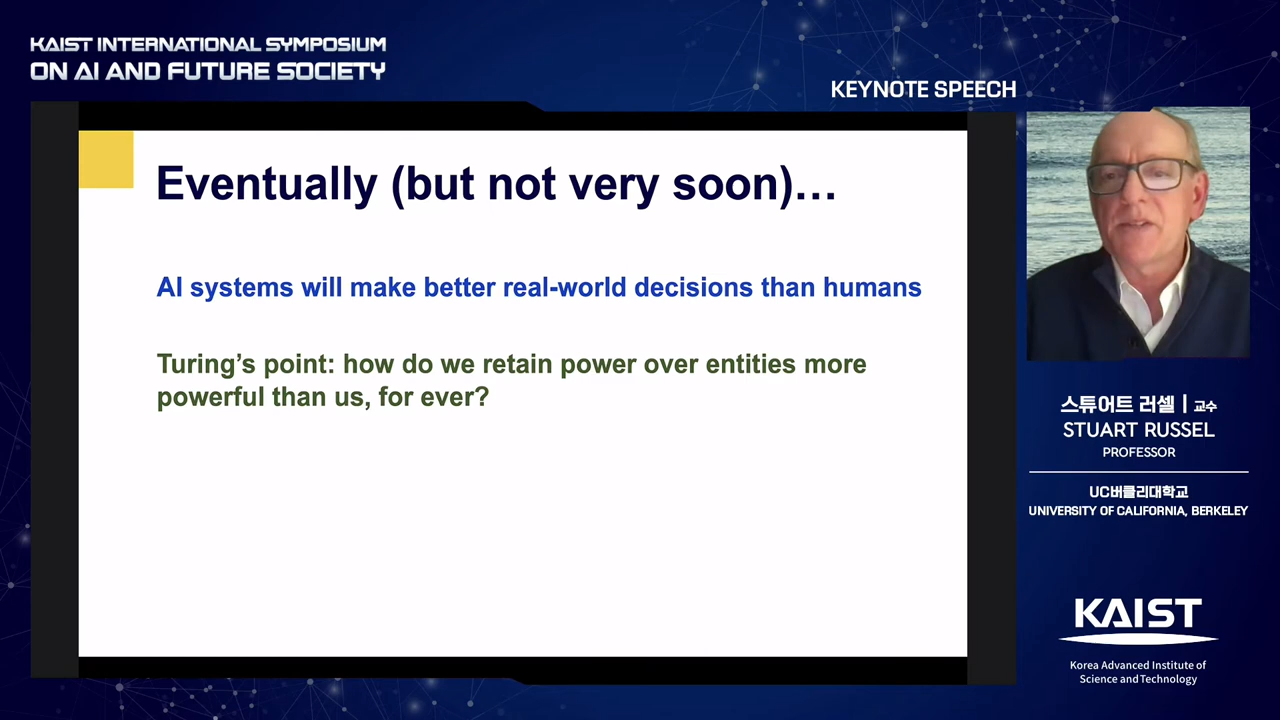 KAIST INTERNATIONAL SYMPOSIUM
ON AI AND FUTURE SOCIETY
KEYNOTE SPEECH
Eventually (but not very soon)…
AI systems will make better real-world decisions than humans
Turing’s point: how do we retain power over entities more
powerful than us, for ever?
스튜어트 러셀 | 교수
STUART RUSSEL
PROFESSOR
UC버클리대학교
UNIVERSITY OF CALIFORNIA, BERKELEY
KAIST
Korea Advanced Institute of
Science and Technology